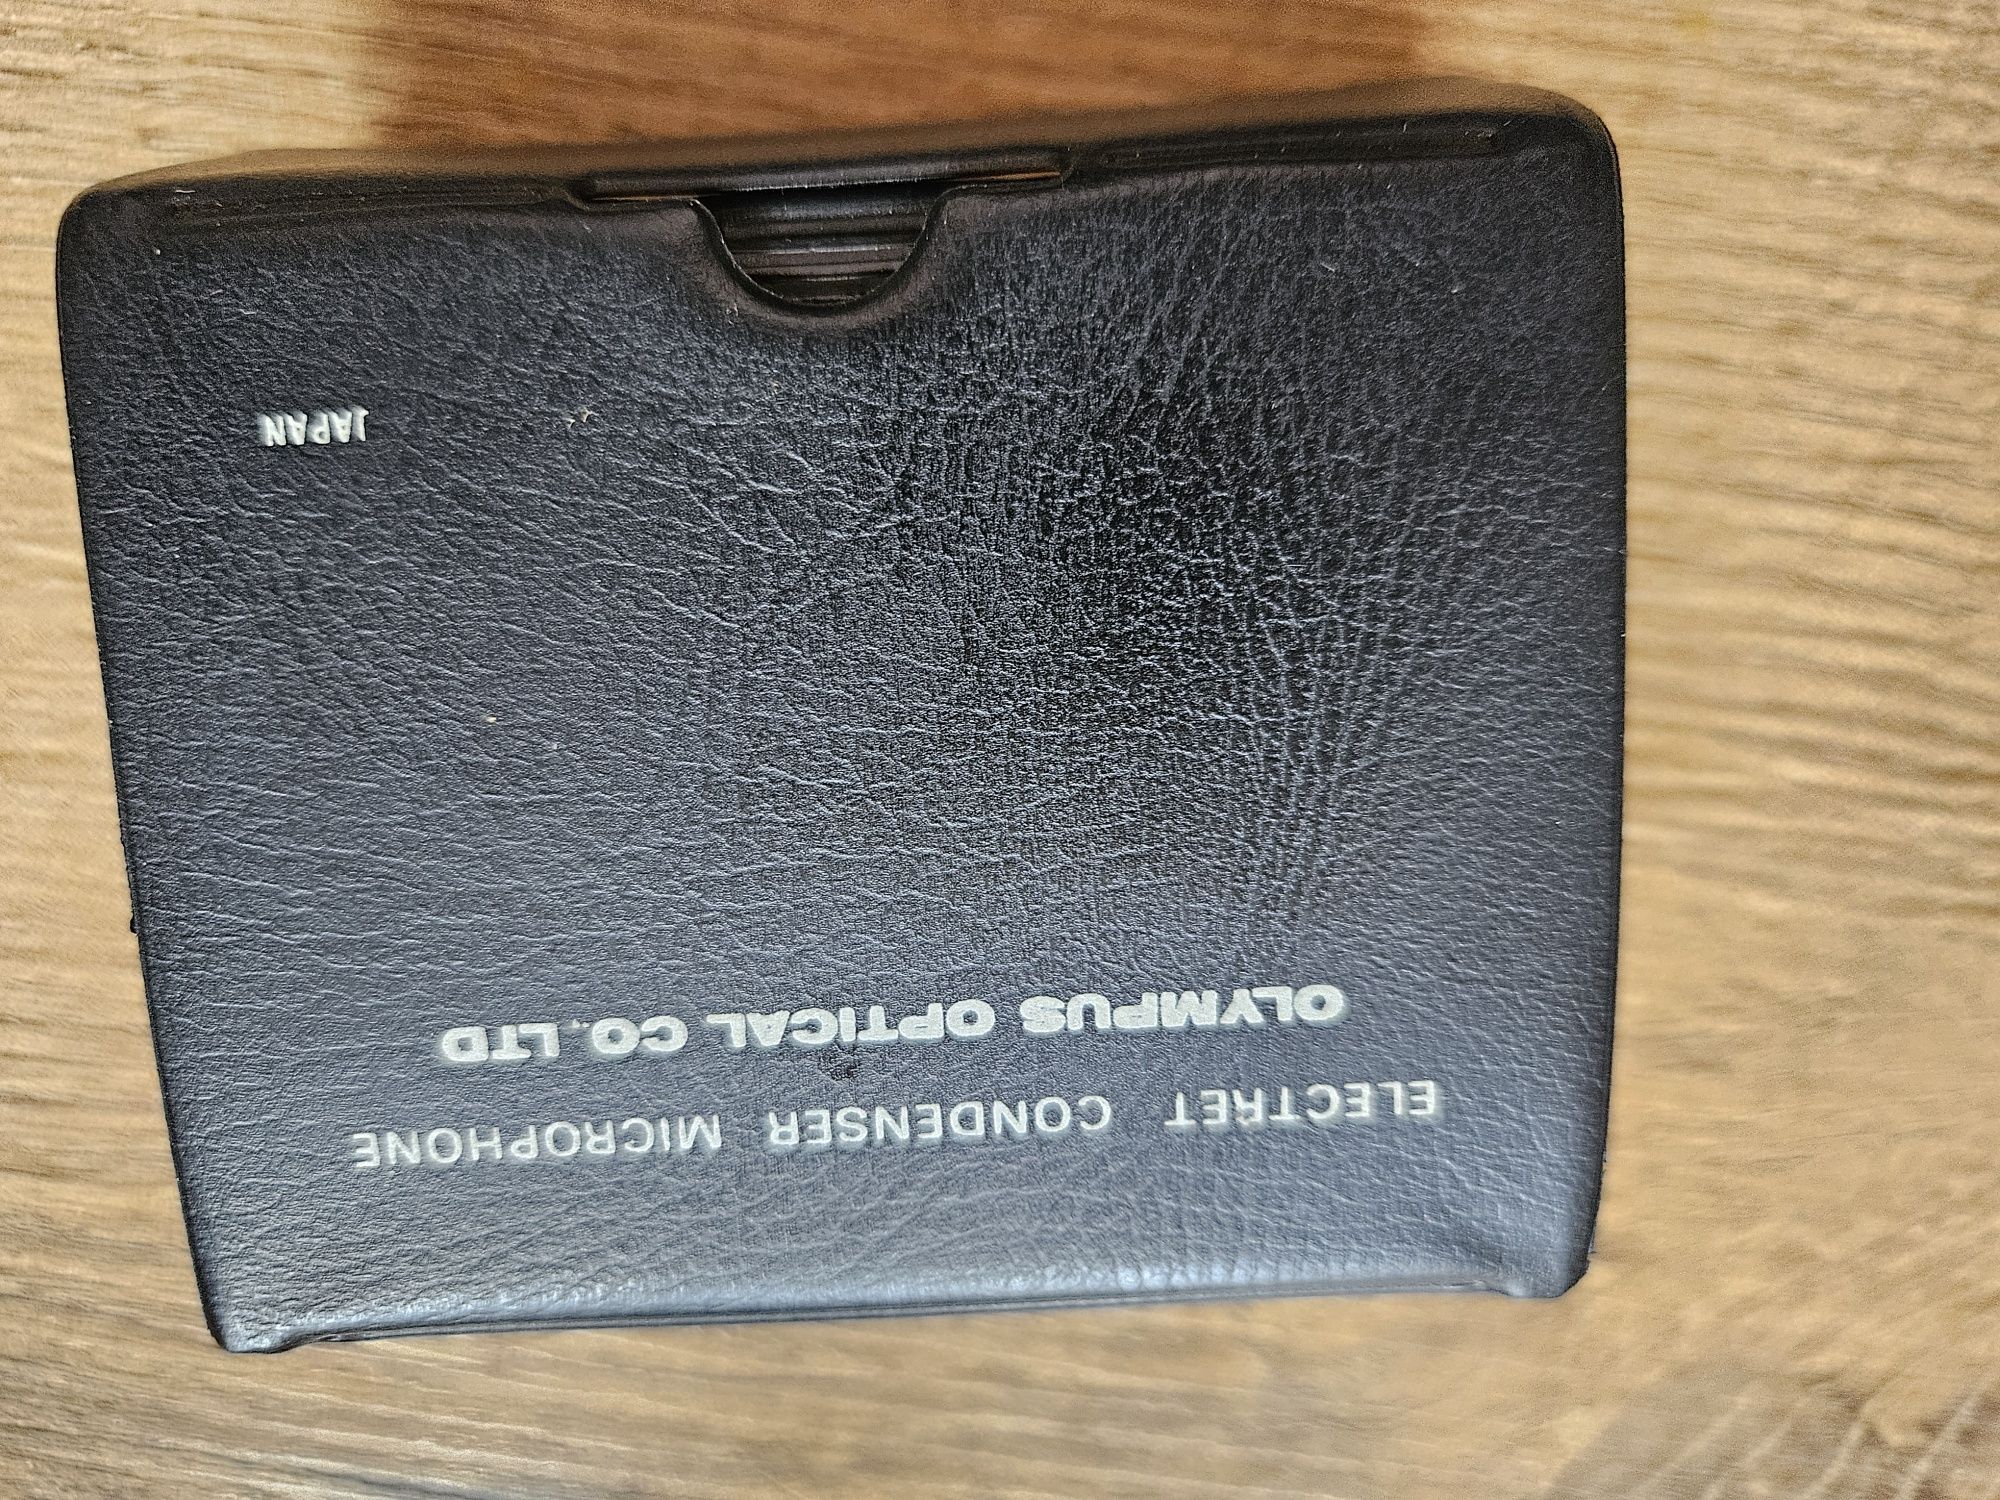 ELECTRET CONDENSER MICROPHONE
OLYMPUS OPTICAL CO., LTD
JAPAN